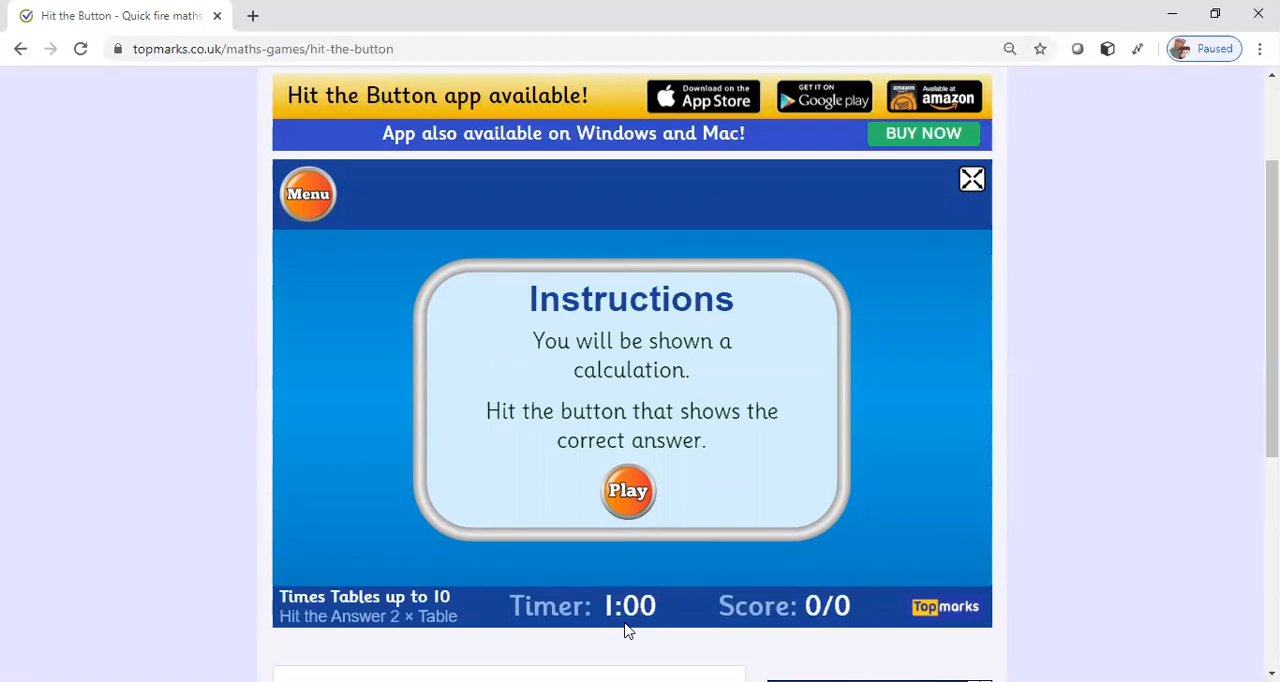 Hit the Button - Quick fire maths
topmarks.co.uk/maths-games/hit-the-button
Paused
Hit the Button app available!
Download on the
App Store
GET IT ON
Google play
Available at
amazon
App also available on Windows and Mac!
BUY NOW
Menu
Instructions
You will be shown a
calculation.
Hit the button that shows the
correct answer.
Play
Times Tables up to 10
Hit the Answer 2 × Table
Timer: 1:00
Score: 0/0
Topmarks